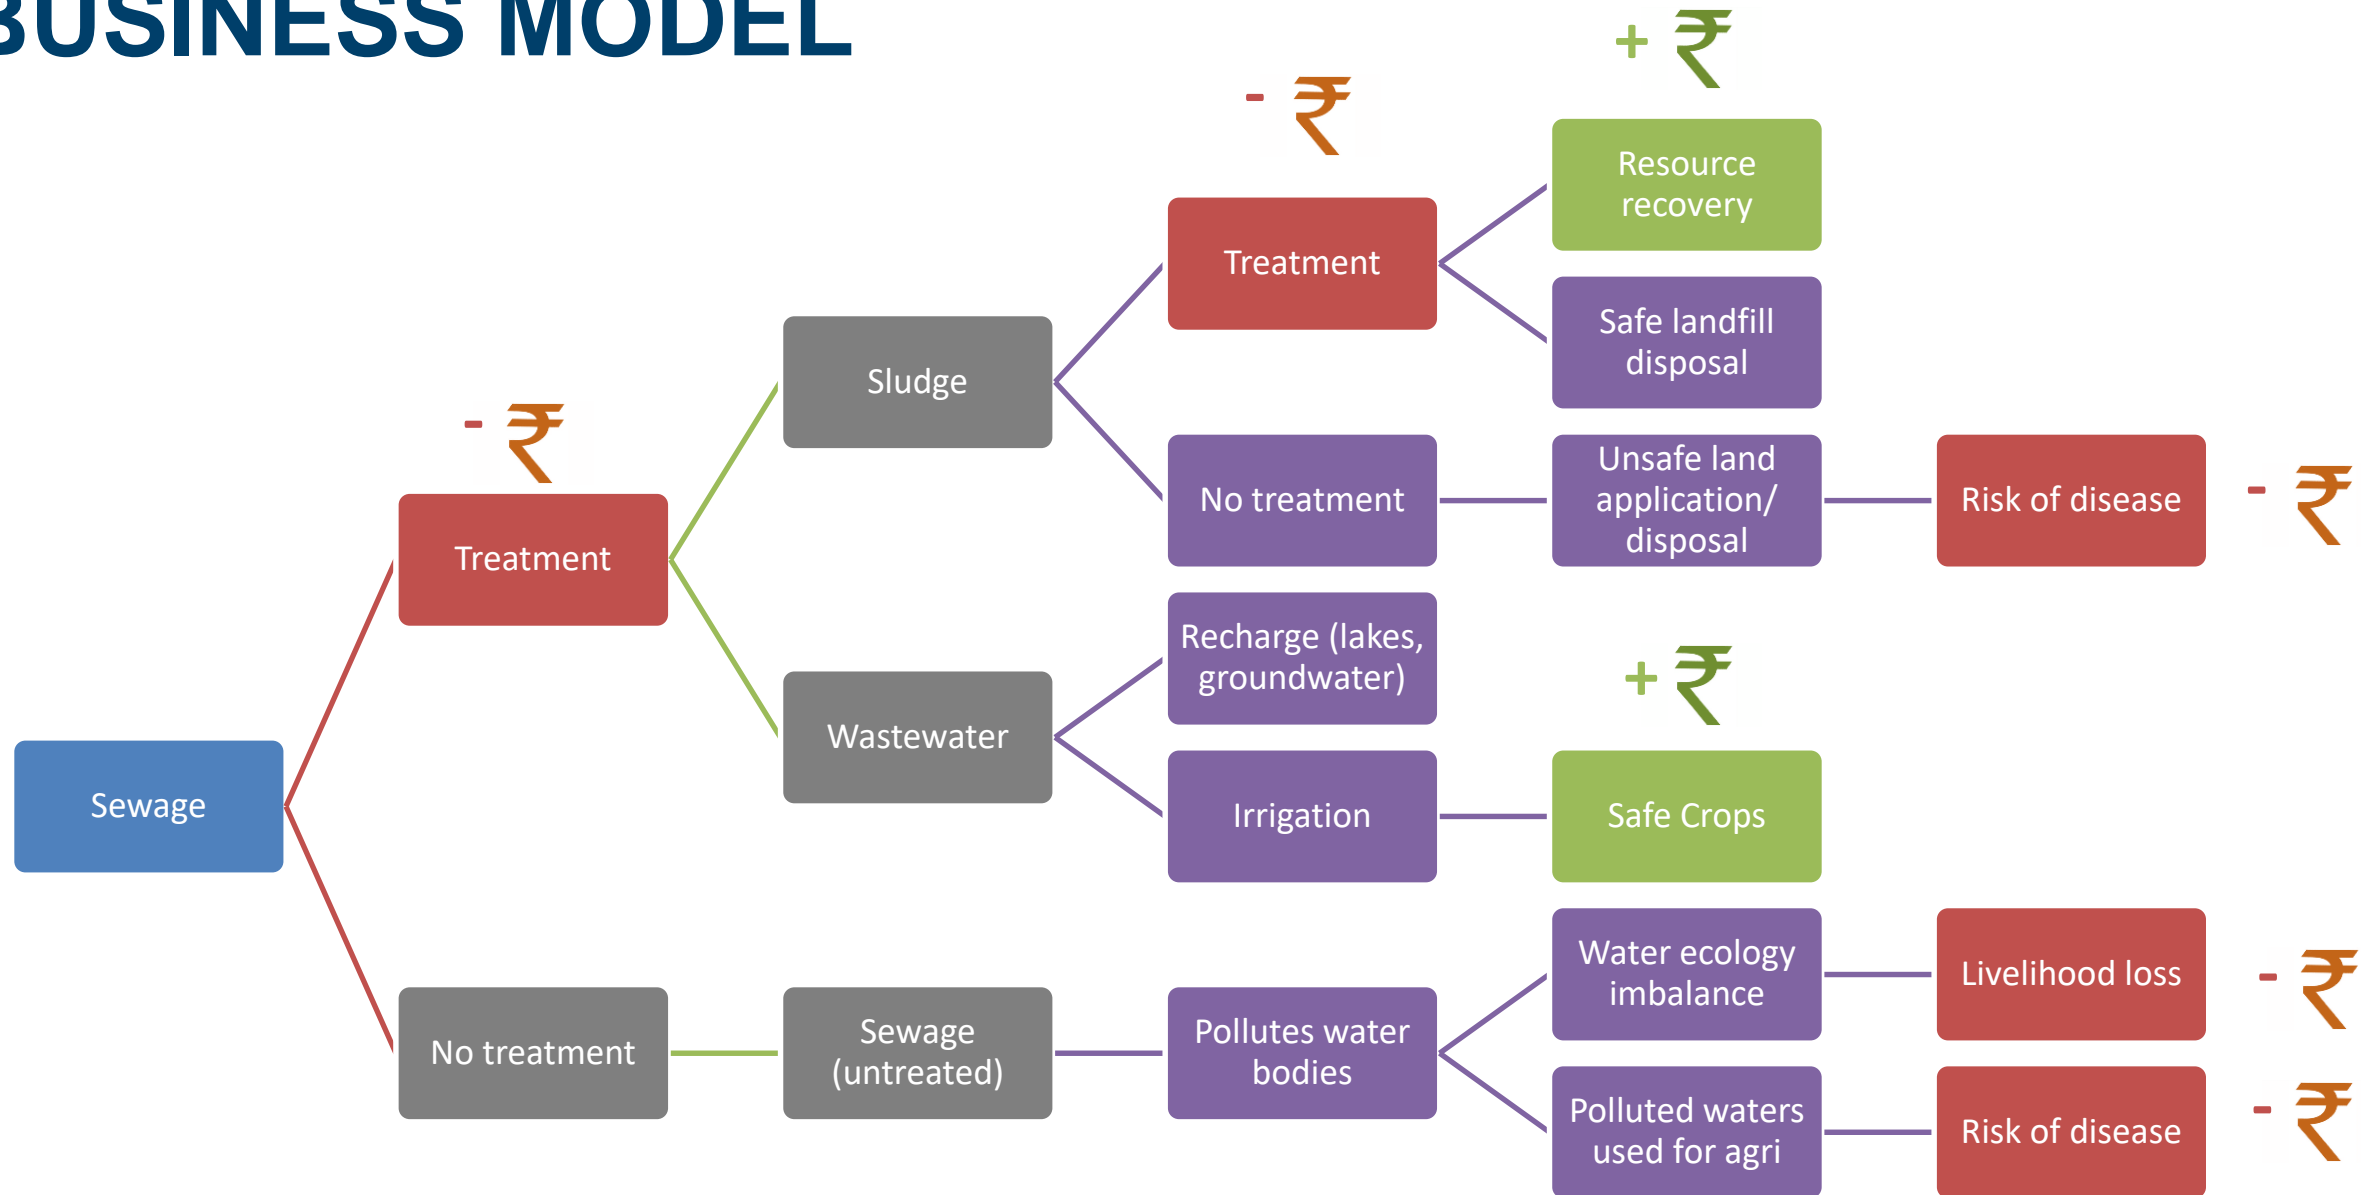 BUSINESS MODEL
+ ₹
- ₹
Resource
recovery
Treatment
Safe landfill
disposal
Sludge
- ₹
Treatment
No treatment
Unsafe land
application/
disposal
Risk of disease
- ₹
Recharge (lakes,
groundwater)
+ ₹
Wastewater
Irrigation
Safe Crops
Sewage
No treatment
Sewage
(untreated)
Pollutes water
bodies
Water ecology
imbalance
Livelihood loss
- ₹
Polluted waters
used for agri
Risk of disease
- ₹